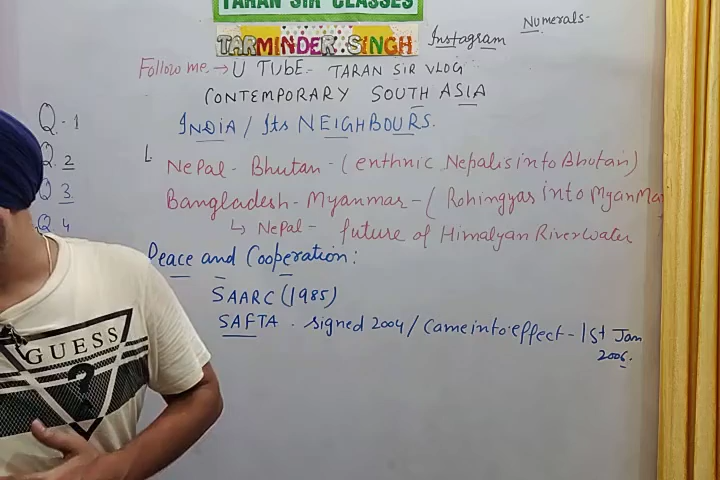 TARAN SIR CLASSES
Numerals-
TARMINDER.SINGH Instagram
Follow me → U TUBE- TARAN SIR VLOG
CONTEMPORARY SOUTH ASIA
Q-1
INDIA / Its NEIGHBOURS.
Q. 2
Nepal- Bhutan- (enthnic Nepalis into Bhutan)
Q 3.
Bangladesh- Myanmar- (Rohingyas into MyanMa
Q 4
↳ Nepal- future of Himalyan River water
Peace and Cooperation:
SAARC (1985)
SAFTA. signed 2004 / Came into effect- 1st Jan
2006.
GUESS
?